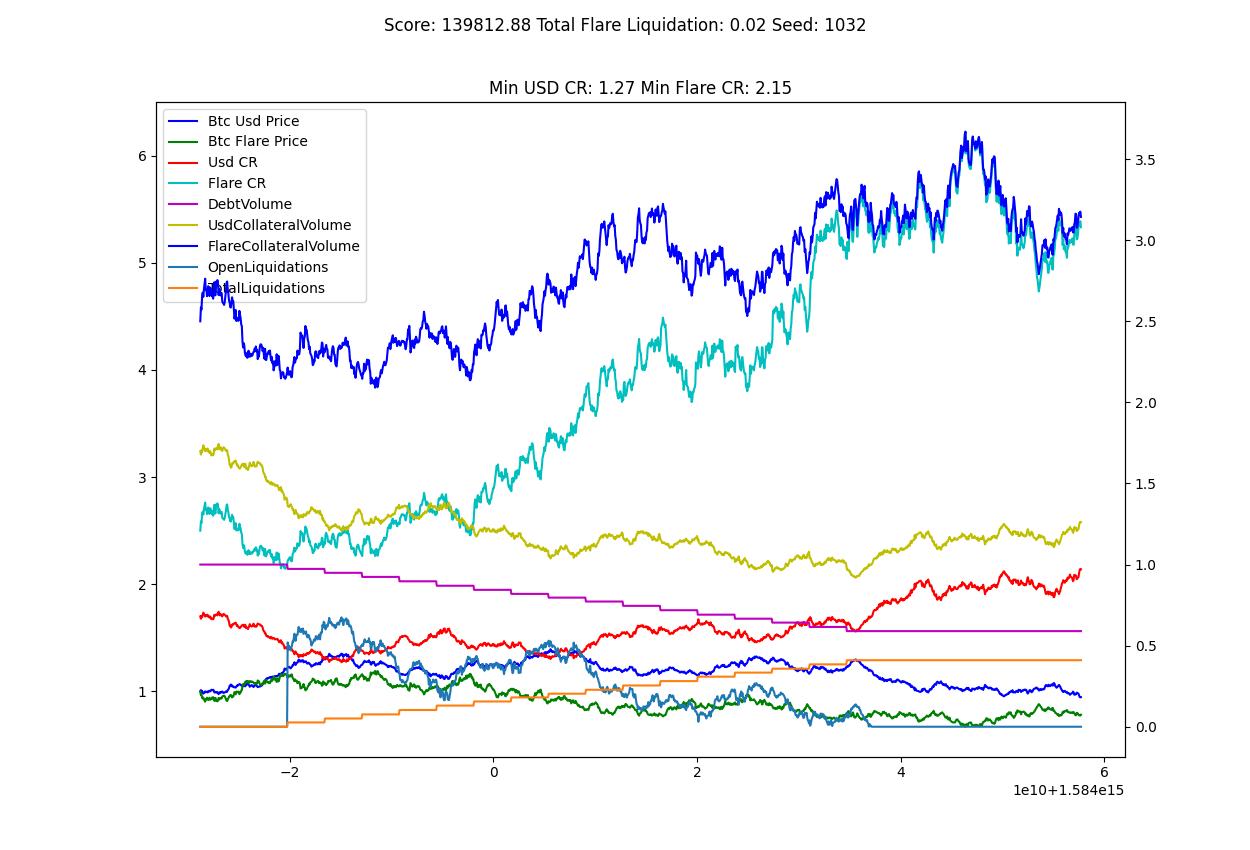 Score: 139812.88 Total Flare Liquidation: 0.02 Seed: 1032
Min USD CR: 1.27 Min Flare CR: 2.15
Btc Usd Price
Btc Flare Price
Usd CR
Flare CR
DebtVolume
UsdCollateralVolume
FlareCollateralVolume
OpenLiquidations
TotalLiquidations
6
5
4
3
2
1
3.5
3.0
2.5
2.0
1.5
1.0
0.5
0.0
−2
0
2
4
6
1e10+1.584e15